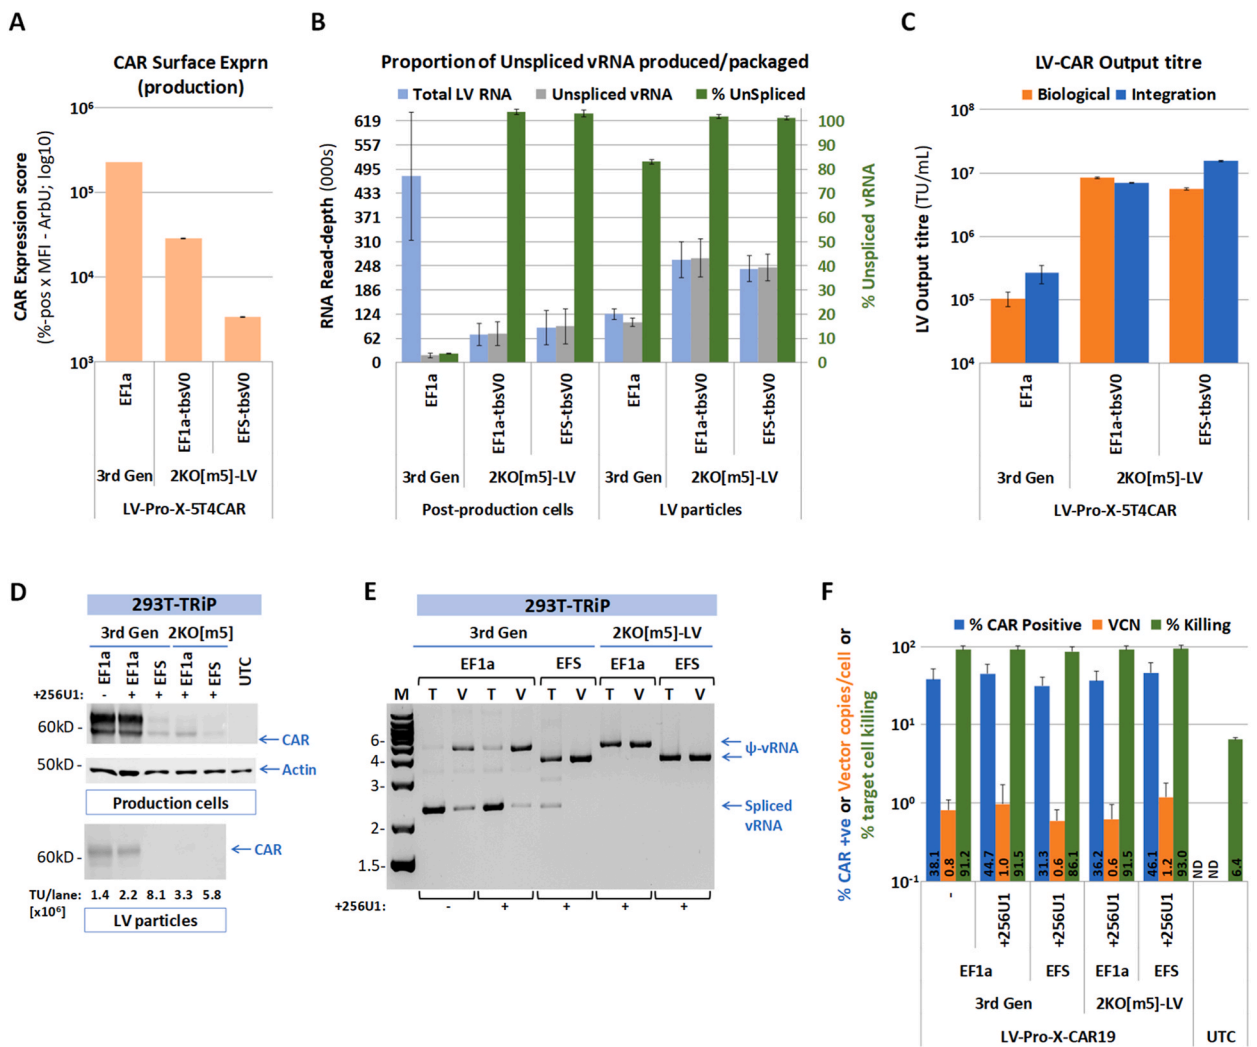 A
CAR Surface Exprn
(production)
CAR Expression score
(%-pos x MFI - ArbU; log10)
10⁶
10⁵
10⁴
10³
EF1a
EF1a-tbsV0
EFS-tbsV0
3rd Gen
2KO[m5]-LV
LV-Pro-X-5T4CAR
B
Proportion of Unspliced vRNA produced/packaged
Total LV RNA
Unspliced vRNA
% UnSpliced
RNA Read-depth (000s)
619
557
495
433
371
310
248
186
124
62
0
100
90
80
70
60
50
40
30
20
10
0
% Unspliced vRNA
EF1a
EF1a-tbsV0
EFS-tbsV0
EF1a
EF1a-tbsV0
EFS-tbsV0
3rd Gen
2KO[m5]-LV
3rd Gen
2KO[m5]-LV
Post-production cells
LV particles
C
LV-CAR Output titre
Biological
Integration
LV Output titre (TU/mL)
10⁸
10⁷
10⁶
10⁵
10⁴
EF1a
EF1a-tbsV0
EFS-tbsV0
3rd Gen
2KO[m5]-LV
LV-Pro-X-5T4CAR
D
293T-TRiP
3rd Gen 2KO[m5]
EF1a EF1a EFS EF1a EFS UTC
+256U1: - + + + +
60kD -
CAR
50kD -
Actin
Production cells
60kD -
CAR
TU/lane: 1.4 2.2 8.1 3.3 5.8
[x10⁶]
LV particles
E
293T-TRiP
3rd Gen 2KO[m5]-LV
EF1a EFS EF1a EFS
M T V T V T V T V T V
6-
4-
3-
2-
1.5-
ψ-vRNA
Spliced
vRNA
+256U1: - + + + +
F
% CAR Positive
VCN
% Killing
% CAR +ve or Vector copies/cell or
% target cell killing
10²
10¹
10⁰
10⁻¹
38.1 0.8 91.2 44.7 1.0 91.5 31.3 0.6 86.1 36.2 0.6 91.5 46.1 1.2 93.0 ND ND 6.4
- +256U1 +256U1 +256U1 +256U1
EF1a EFS EF1a EFS
3rd Gen 2KO[m5]-LV
LV-Pro-X-CAR19 UTC